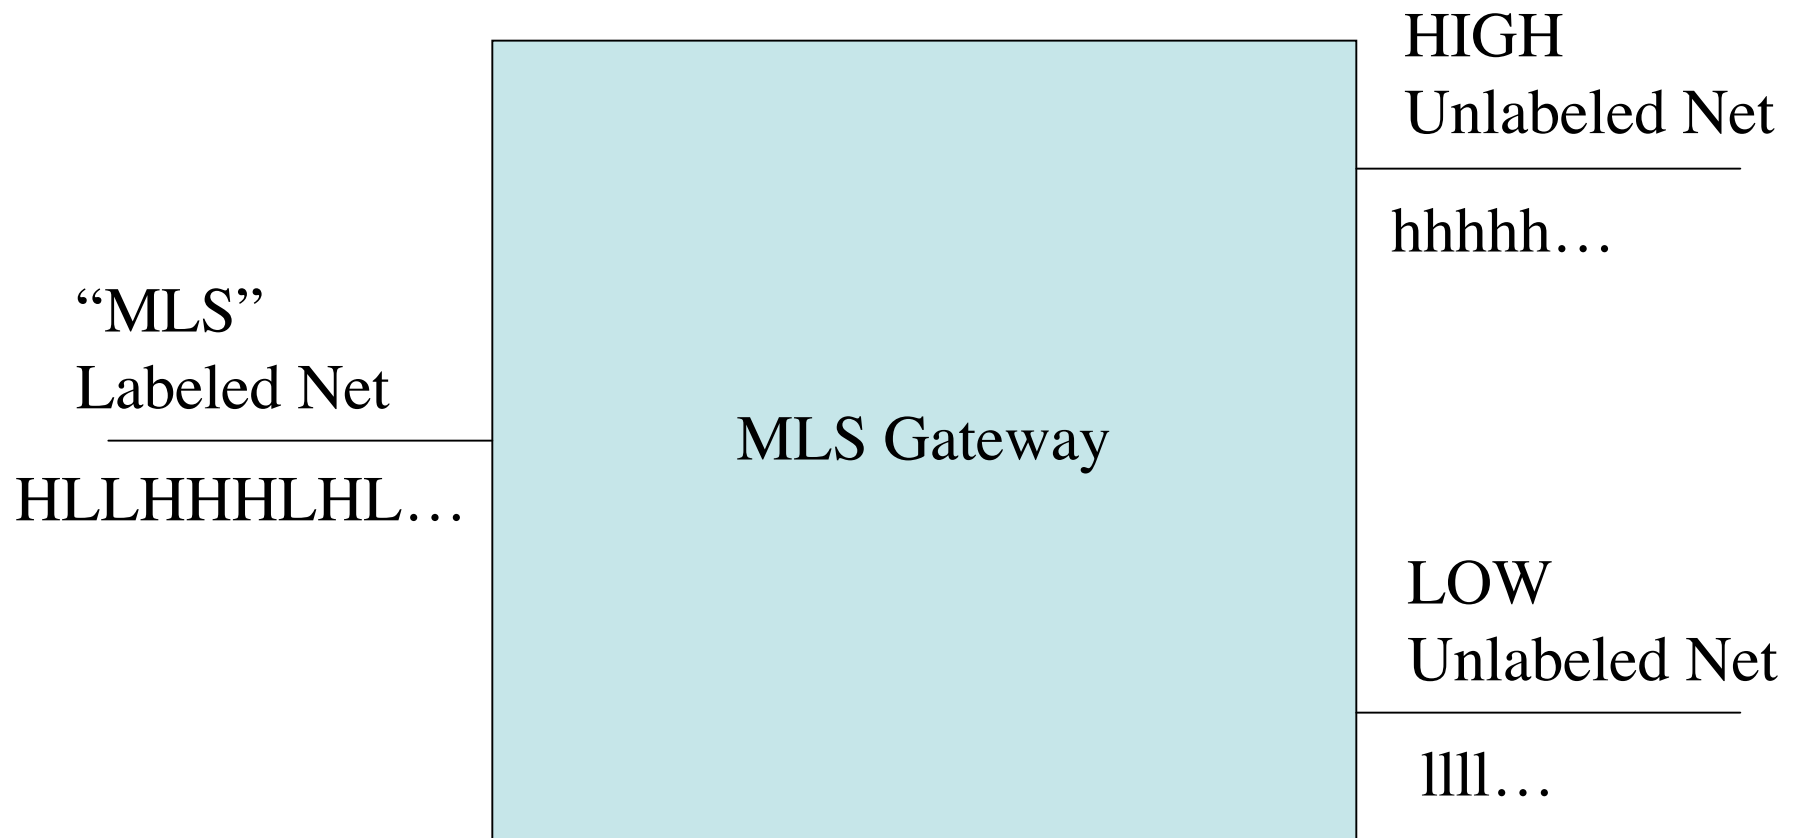 HIGH
Unlabeled Net
hhhhh…
“MLS”
Labeled Net
MLS Gateway
HLLHHHLHL…
LOW
Unlabeled Net
llll…